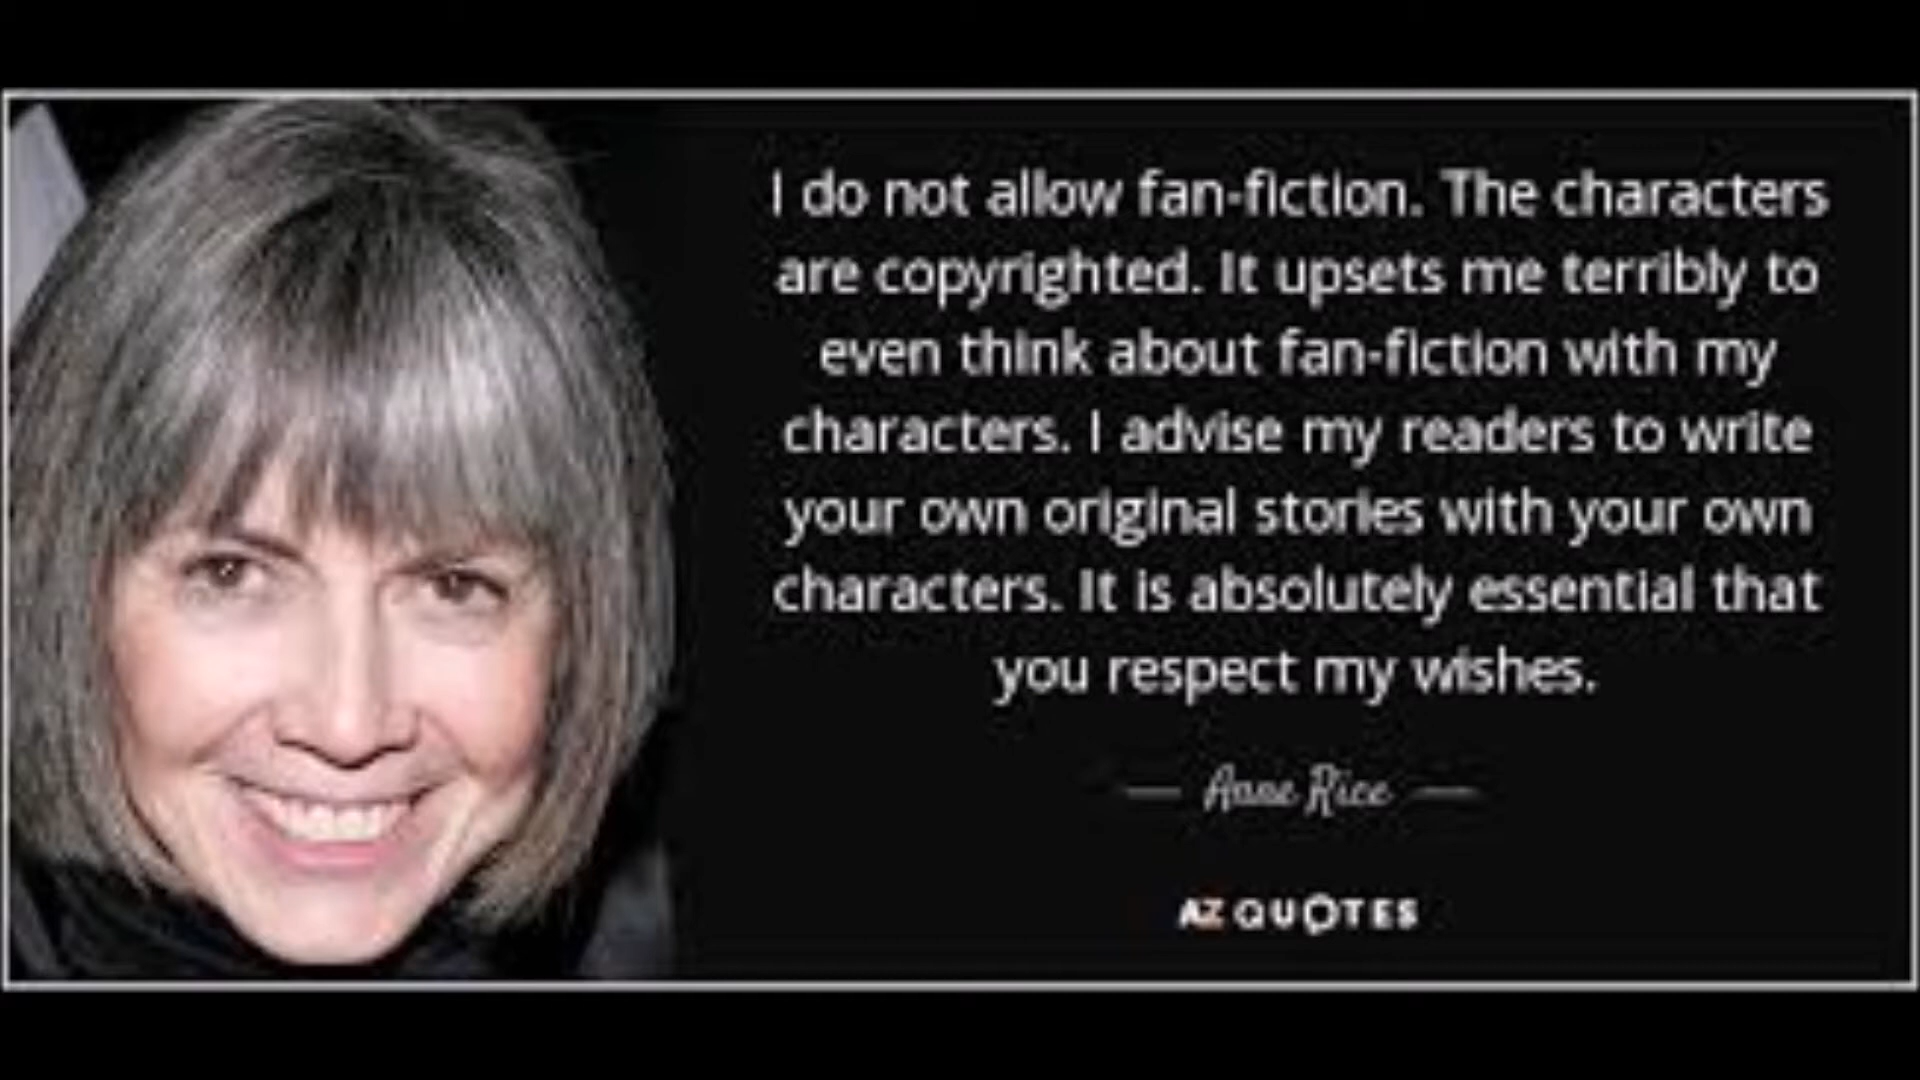 I do not allow fan-fiction. The characters
are copyrighted. It upsets me terribly to
even think about fan-fiction with my
characters. I advise my readers to write
your own original stories with your own
characters. It is absolutely essential that
you respect my wishes.
— Anne Rice —
AZ QUOTES